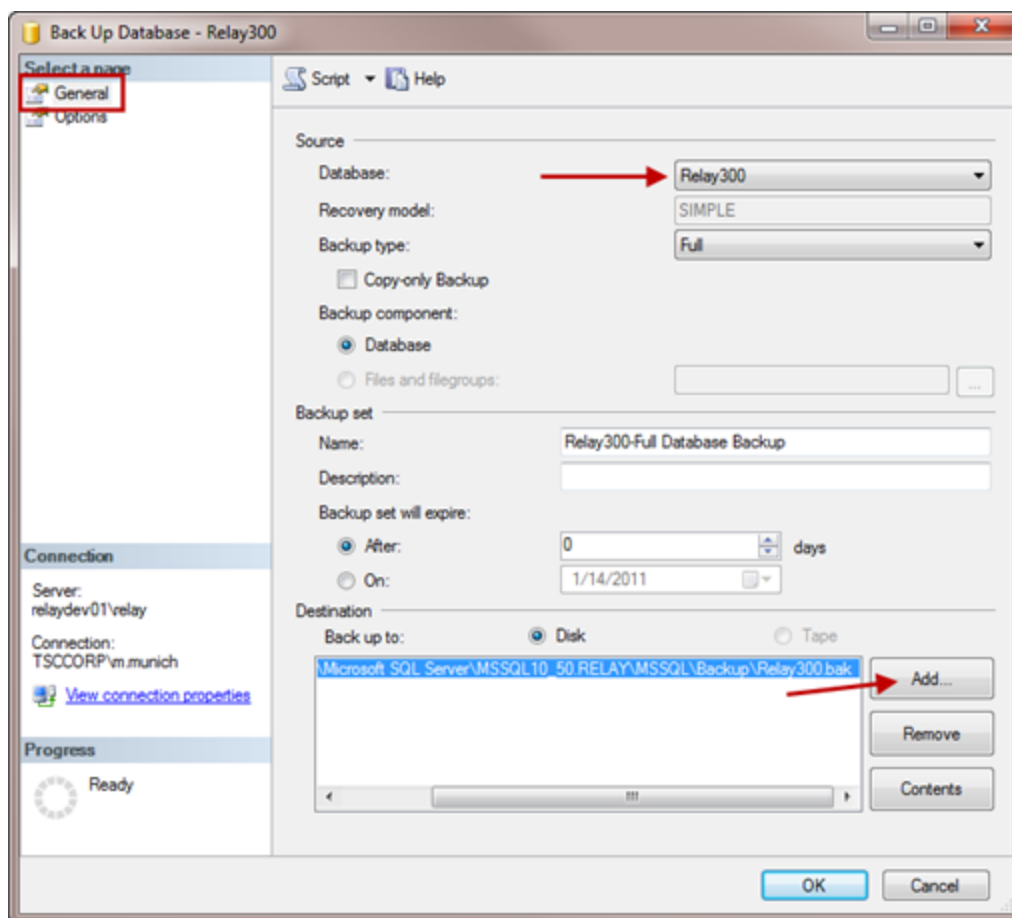 Back Up Database - Relay300
Select a page
General
Options
Script Help
Source
Database: Relay300
Recovery model: SIMPLE
Backup type: Full
Copy-only Backup
Backup component:
Database
Files and filegroups: ...
Backup set
Name: Relay300-Full Database Backup
Description:
Backup set will expire:
After: 0 days
On: 1/14/2011
Destination
Back up to: Disk Tape
\Microsoft SQL Server\MSSQL10_50.RELAY\MSSQL\Backup\Relay300.bak
Add...
Remove
Contents
Connection
Server:
relaydev01\relay
Connection:
TSCCORP\m.munich
View connection properties
Progress
Ready
OK Cancel